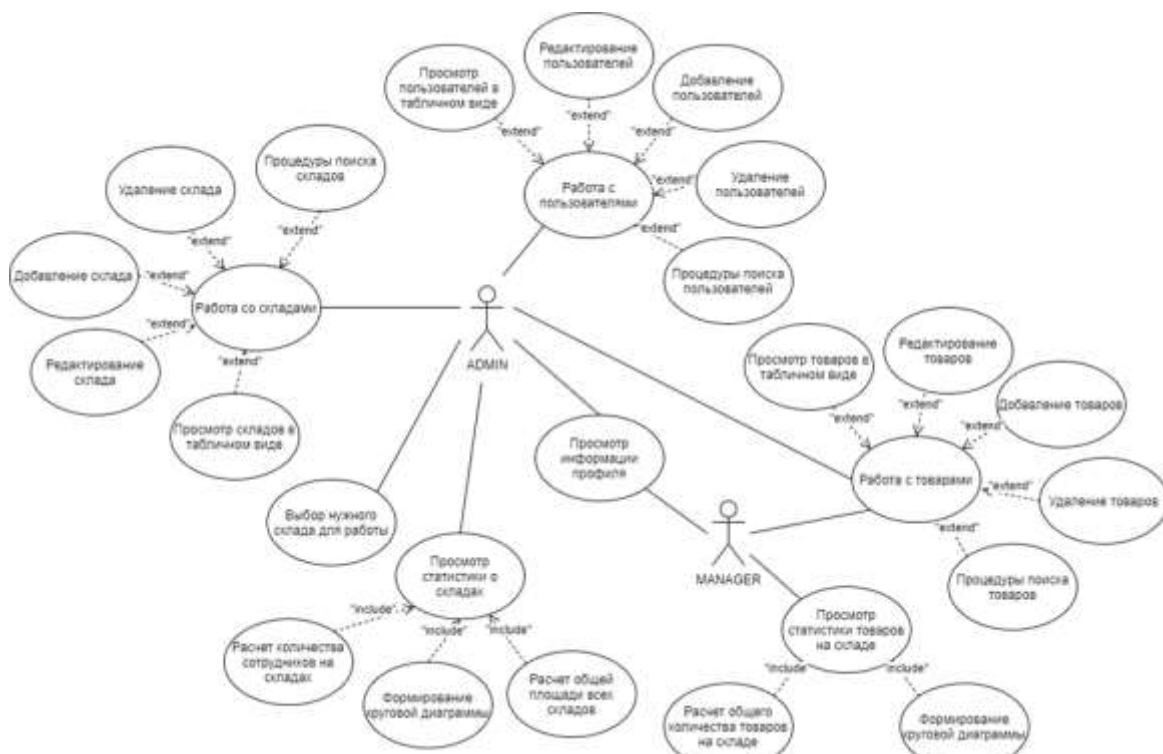 Редактирование
пользователей
Просмотр
пользователей в
табличном виде
Добавление
пользователей
"extend"
"extend"
"extend"
Процедуры поиска
складов
Удаление склада
Работа с
пользователями
"extend"
Удаление
пользователей
"extend"
"extend"
"extend"
Добавление склада
"extend"
Процедуры поиска
пользователей
Работа со складами
"extend"
Редактирование
склада
"extend"
ADMIN
Просмотр складов в
табличном виде
Просмотр товаров в
табличном виде
Редактирование
товаров
"extend"
"extend"
Добавление товаров
"extend"
Просмотр
информации
профиля
Работа с товарами
"extend"
Удаление товаров
Выбор нужного
склада для работы
"extend"
MANAGER
Процедуры поиска
товаров
Просмотр
статистики о
складах
Просмотр
статистики товаров
на складе
"include"
"include"
"include"
Расчет количества
сотрудников на
складах
Формирование
круговой диаграммы
Расчет общей
площади всех
складов
"include"
"include"
Расчет общего
количества товаров
на складе
Формирование
круговой диаграммы